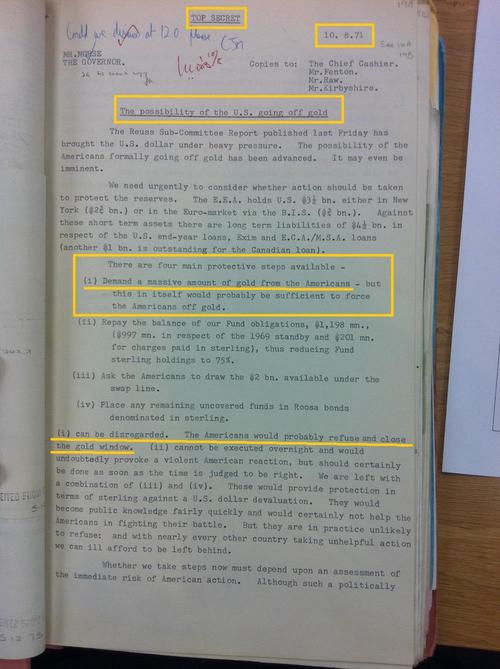 TOP SECRET
Could we discuss at 12.0 please
10. 8.71
MR.MORSE
THE GOVERNOR.
Copies to: The Chief Cashier.
Mr.Fenton.
Mr.Raw.
Mr.Kirbyshire.
The possibility of the U.S. going off gold
The Reuss Sub-Committee Report published last Friday has
brought the U.S. dollar under heavy pressure. The possibility of the
Americans formally going off gold has been advanced. It may even be
imminent.
We need urgently to consider whether action should be taken
to protect the reserves. The E.E.A. holds U.S. $3½ bn. either in New
York ($2¾ bn.) or in the Euro-market via the B.I.S. ($¾ bn.). Against
these short assets there are long term liabilities of $4½ bn. in
respect of the U.S. end-year loans, Exim and E.C.A./M.S.A. loans
(another $1 bn. is outstanding for the Canadian loan).
There are four main protective steps available -
(i) Demand a massive amount of gold from the Americans - but
this in itself would probably be sufficient to force
the Americans off gold.
(ii) Repay the balance of our Fund obligations, $1,198 mn.,
($997 mn. in respect of the 1969 standby and $201 mn.
for charges paid in sterling), thus reducing Fund
sterling holdings to 75%.
(iii) Ask the Americans to draw the $2 bn. available under the
swap line.
(iv) Place any remaining uncovered funds in Roosa bonds
denominated in sterling.
(i) can be disregarded. The Americans would probably refuse and close
the gold window. (ii) cannot be executed overnight and would
undoubtedly provoke a violent American reaction, but should certainly
be done as soon as the time is judged to be right. We are left with
a combination of (iii) and (iv). These would provide protection in
terms of sterling against a U.S. dollar devaluation. They would
become public knowledge fairly quickly and would certainly not help the
Americans in fighting their battle. But they are in practice unlikely
to refuse: and with nearly every other country taking unhelpful action
we can ill afford to be left behind.
Whether we take steps now must depend upon an assessment of
the immediate risk of American action. Although such a politically